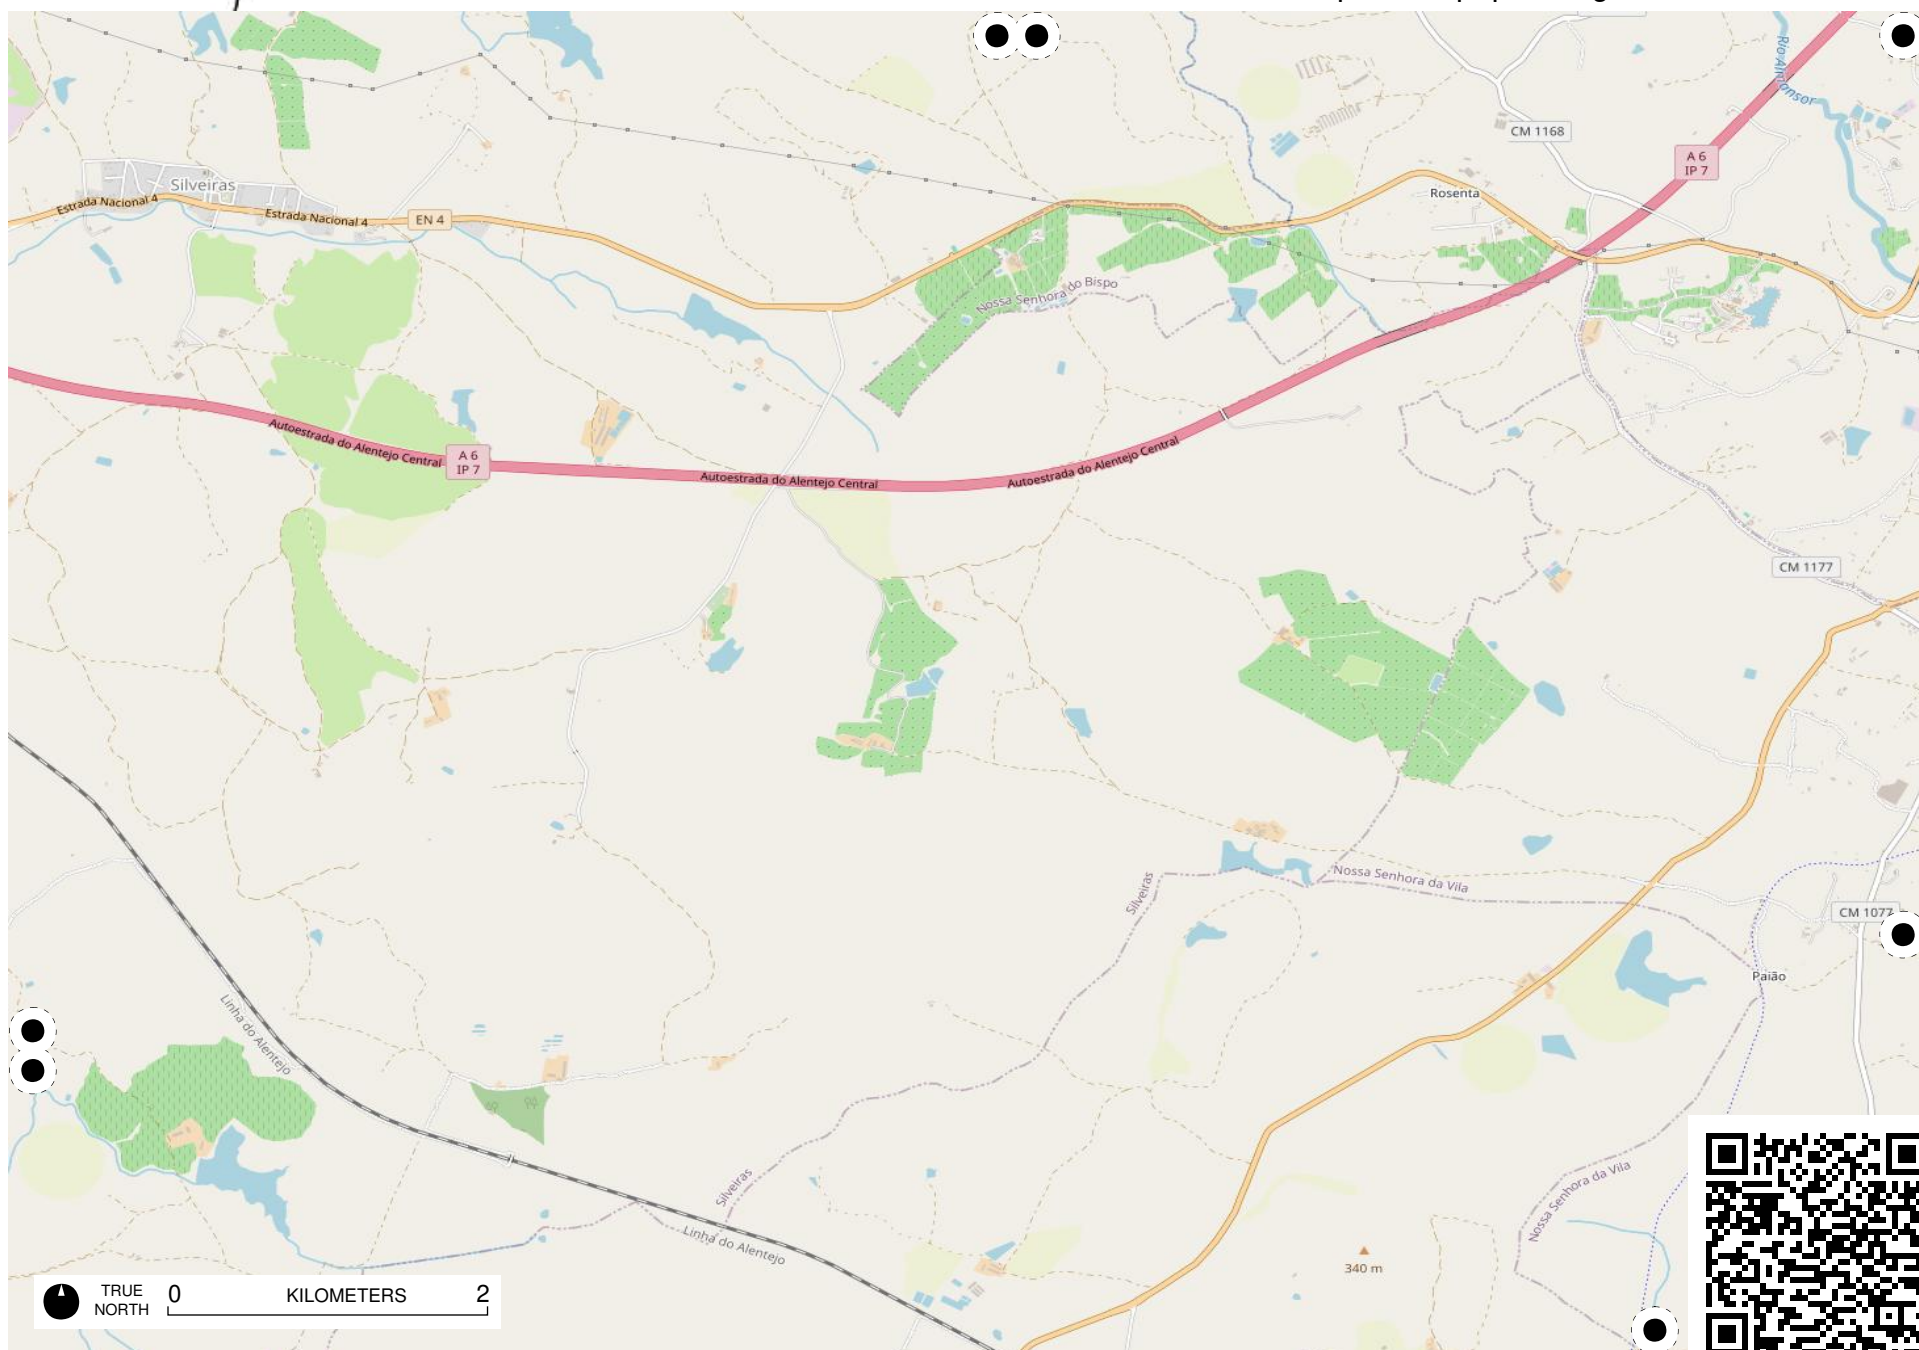 Rio Almonsor
CM 1168
A 6
IP 7
Silveiras
Rosenta
Estrada Nacional 4
Estrada Nacional 4
EN 4
Nossa Senhora do Bispo
Autoestrada do Alentejo Central
A 6
IP 7
Autoestrada do Alentejo Central
Autoestrada do Alentejo Central
CM 1177
Nossa Senhora da Vila
Silveiras
CM 1077
Paião
Linha do Alentejo
Silveiras
Nossa Senhora da Vila
Linha do Alentejo
340 m
TRUE
NORTH
0
KILOMETERS
2